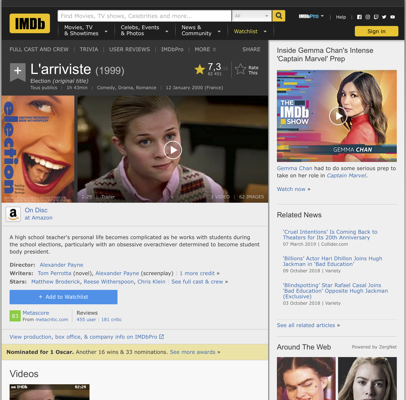 IMDb
Find Movies, TV shows, Celebrities and more...
All
IMDbPro
Help
Movies, TV
& Showtimes
Celebs, Events
& Photos
News &
Community
Watchlist
Sign in
FULL CAST AND CREW | TRIVIA | USER REVIEWS | IMDbPro | MORE
SHARE
L'arriviste (1999)
Election (original title)
Tous publics | 1h 43min | Comedy, Drama, Romance | 12 January 2000 (France)
7,3
Rate
This
election
2:29 | Trailer
1 VIDEO | 62 IMAGES
On Disc
at Amazon
A high school teacher's personal life becomes complicated as he works with students during
the school elections, particularly with an obsessive overachiever determined to become student
body president.
Director: Alexander Payne
Writers: Tom Perrotta (novel), Alexander Payne (screenplay) | 1 more credit »
Stars: Matthew Broderick, Reese Witherspoon, Chris Klein | See full cast & crew »
+ Add to Watchlist
83
Metascore
From metacritic.com
Reviews
455 user | 181 critic
View production, box office, & company info on IMDbPro
Nominated for 1 Oscar. Another 16 wins & 33 nominations. See more awards »
Videos
02:29
Inside Gemma Chan's Intense
'Captain Marvel' Prep
THE
IMDb
SHOW
GEMMA CHAN
Gemma Chan had to do some serious prep to
take on her role in Captain Marvel.
Watch now »
Related News
'Cruel Intentions' Is Coming Back to
Theaters for Its 20th Anniversary
07 March 2019 | Collider.com
'Billions' Actor Hari Dhillon Joins Hugh
Jackman in 'Bad Education'
09 October 2018 | Variety
'Blindspotting' Star Rafael Casal Joins
'Bad Education' Opposite Hugh Jackman
(Exclusive)
03 October 2018 | Variety
See all related articles »
Around The Web | Powered by ZergNet